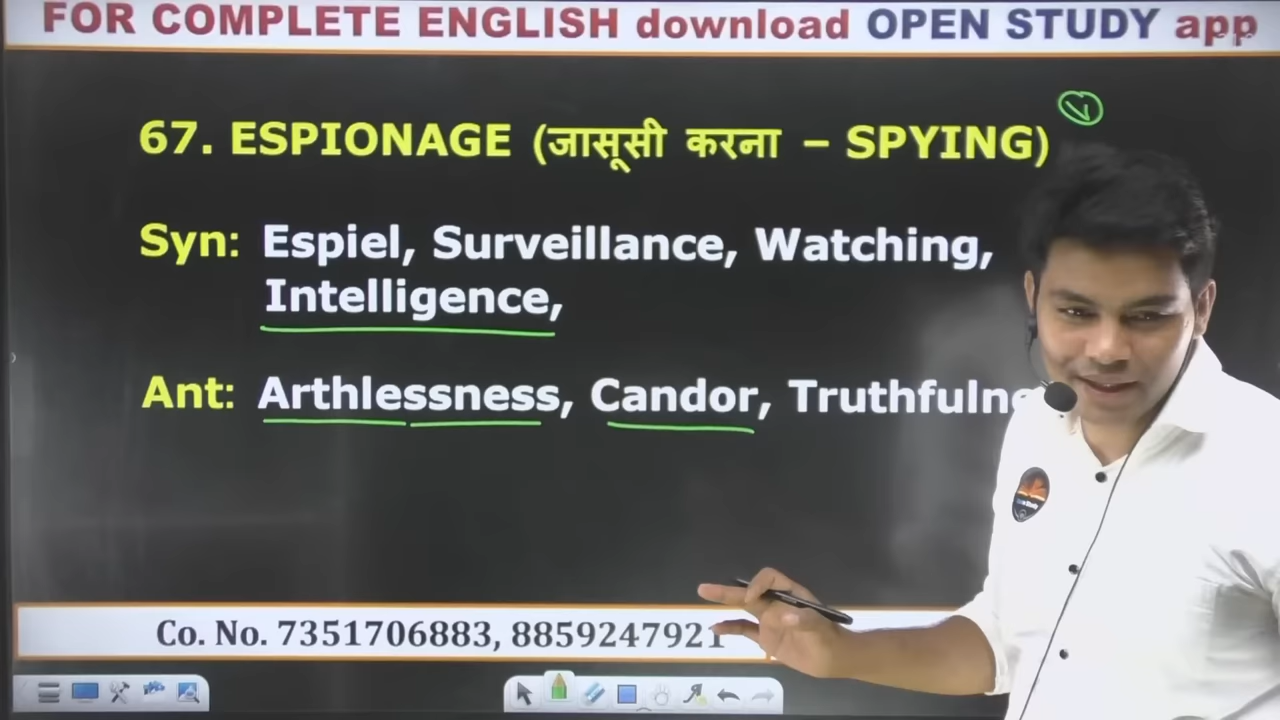 FOR COMPLETE ENGLISH download OPEN STUDY app
67. ESPIONAGE (जासूसी करना – SPYING)
Syn: Espiel, Surveillance, Watching,
Intelligence,
Ant: Arthlessness, Candor,
Co. No. 7351706883, 8859247921